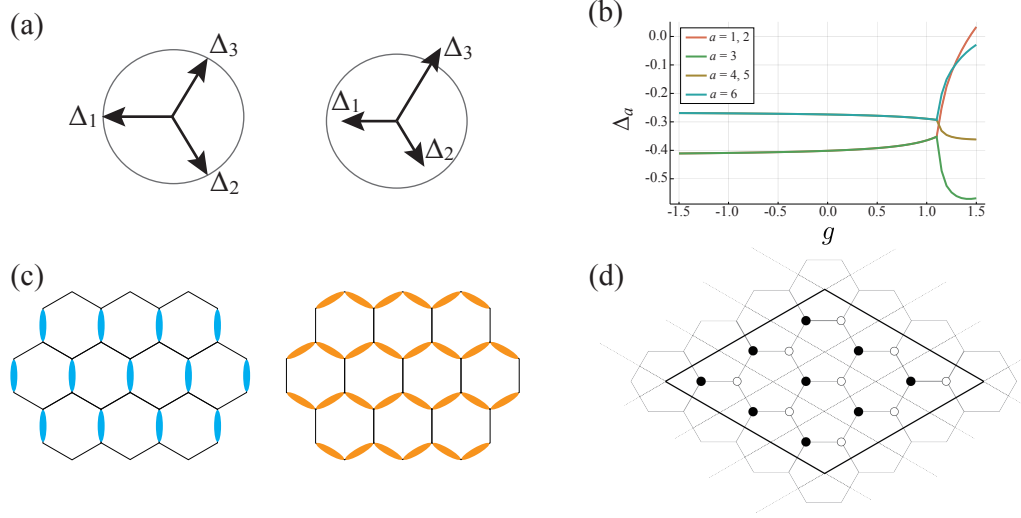 (a)
Δ₃
Δ₁
Δ₂
Δ₃
Δ₁
Δ₂
(b)
a = 1, 2
a = 3
a = 4, 5
a = 6
0.0
-0.1
-0.2
-0.3
-0.4
-0.5
Δₐ
-1.5 -1.0 -0.5 0.0 0.5 1.0 1.5
g
(c)
(d)